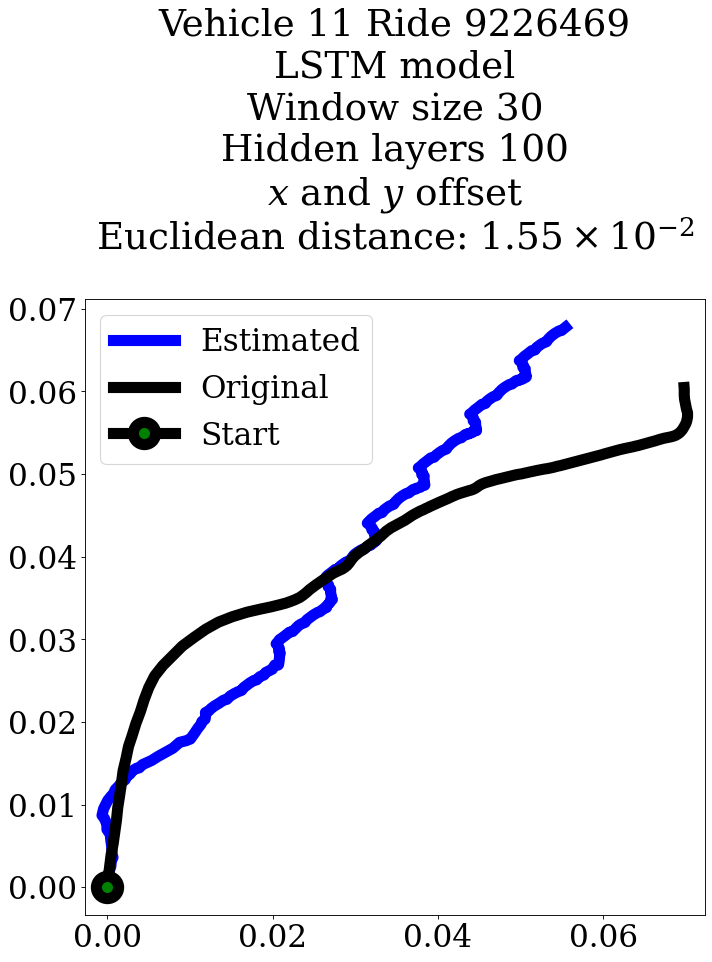 Vehicle 11 Ride 9226469
LSTM model
Window size 30
Hidden layers 100
x and y offset
Euclidean distance: 1.55 × 10⁻²
Estimated
Original
Start
0.07
0.06
0.05
0.04
0.03
0.02
0.01
0.00
0.00 0.02 0.04 0.06